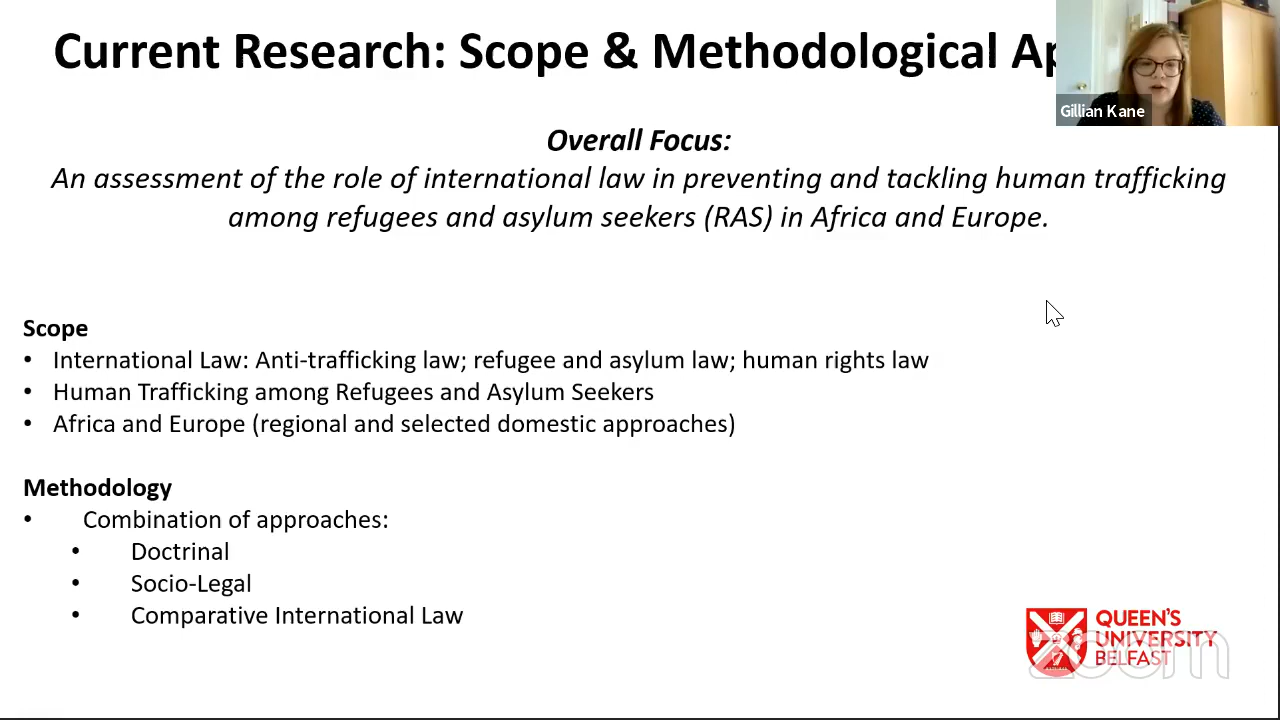 Current Research: Scope & Methodological Ap
Gillian Kane
Overall Focus:
An assessment of the role of international law in preventing and tackling human trafficking
among refugees and asylum seekers (RAS) in Africa and Europe.
Scope
• International Law: Anti-trafficking law; refugee and asylum law; human rights law
• Human Trafficking among Refugees and Asylum Seekers
• Africa and Europe (regional and selected domestic approaches)
Methodology
• Combination of approaches:
• Doctrinal
• Socio-Legal
• Comparative International Law
QUEEN'S
UNIVERSITY
BELFAST
zoom